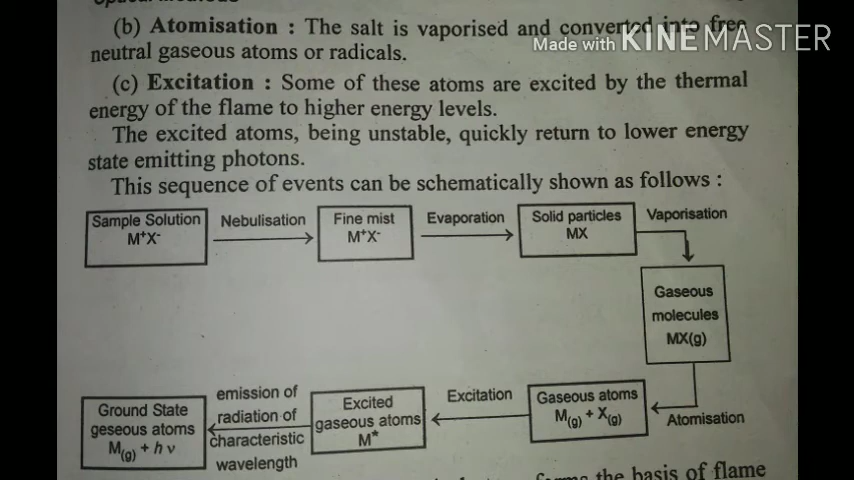 (b) Atomisation : The salt is vaporised and converted into free
neutral gaseous atoms or radicals.
Made with KINEMASTER
(c) Excitation : Some of these atoms are excited by the thermal
energy of the flame to higher energy levels.
The excited atoms, being unstable, quickly return to lower energy
state emitting photons.
This sequence of events can be schematically shown as follows :
Sample Solution
M⁺X⁻
Nebulisation
Fine mist
M⁺X⁻
Evaporation
Solid particles
MX
Vaporisation
Gaseous
molecules
MX(g)
Atomisation
Gaseous atoms
M(g) + X(g)
Excitation
Excited
gaseous atoms
M*
emission of
radiation of
characteristic
wavelength
Ground State
geseous atoms
M(g) + h ν
the basis of flame